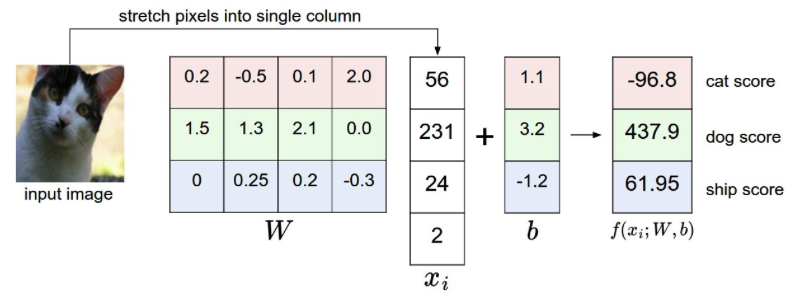 stretch pixels into single column
0.2 -0.5 0.1 2.0 56 1.1 -96.8 cat score
1.5 1.3 2.1 0.0 231 + 3.2 437.9 dog score
0 0.25 0.2 -0.3 24 -1.2 61.95 ship score
input image
W 2 b f(x_i; W, b)
x_i